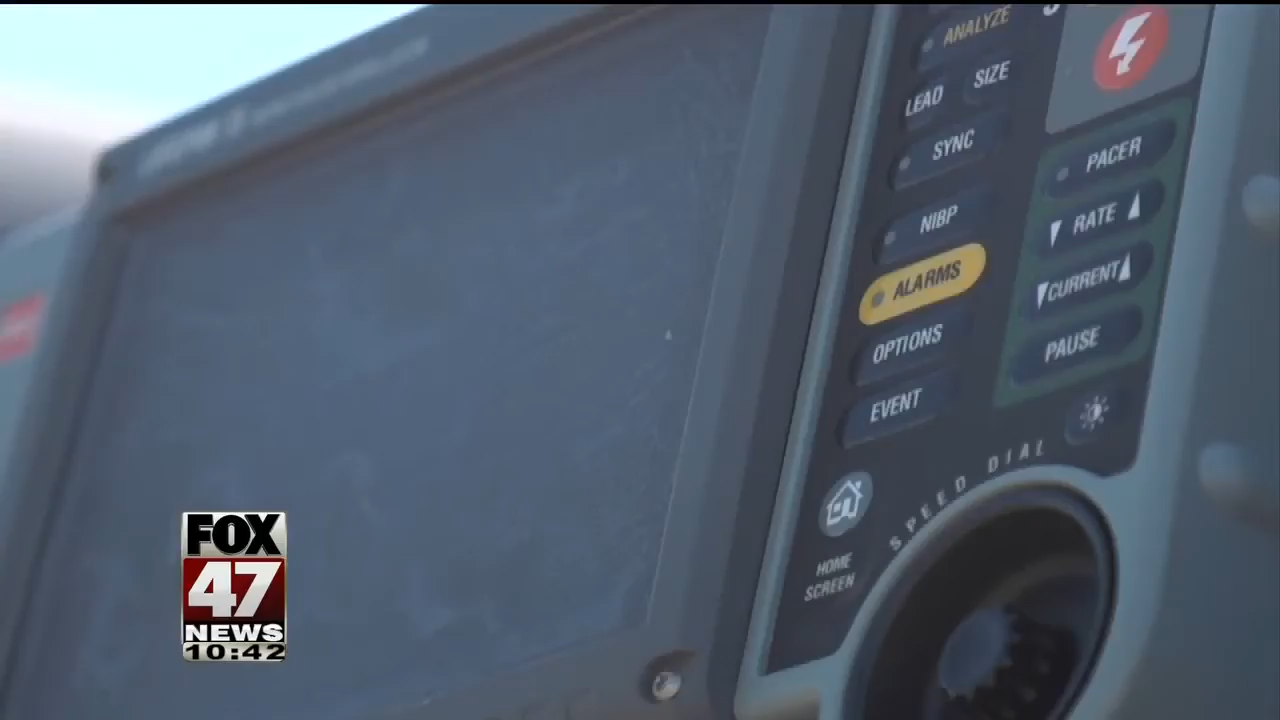 ANALYZE
LEAD
SIZE
SYNC
PACER
NIBP
RATE
ALARMS
CURRENT
OPTIONS
PAUSE
EVENT
SPEED DIAL
HOME
SCREEN
FOX
47
NEWS
10:42